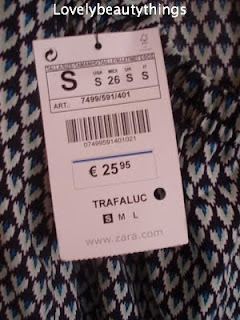 Lovelybeautythings
S
USA MEX UK IT
S 26 S S
ART. 7499/591/401
07499591401021
€ 25.95
TRAFALUC
S M L
www.zara.com